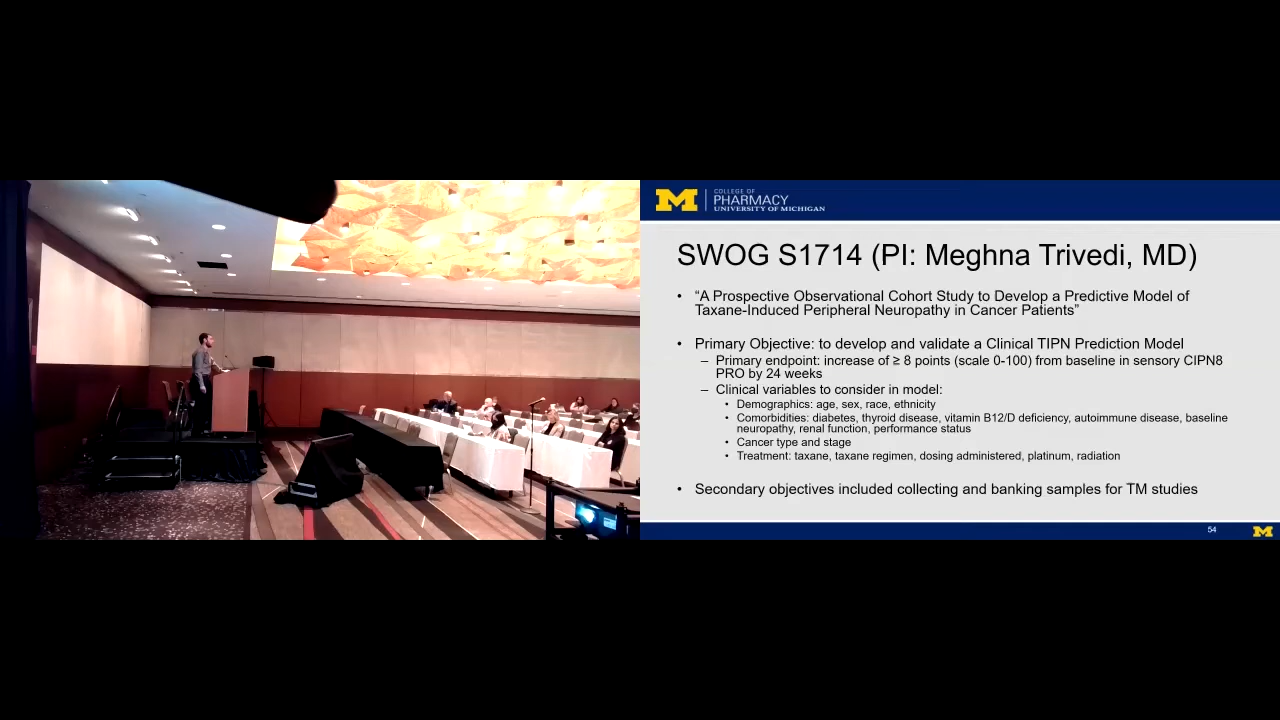 COLLEGE OF
PHARMACY
UNIVERSITY OF MICHIGAN
SWOG S1714 (PI: Meghna Trivedi, MD)
• “A Prospective Observational Cohort Study to Develop a Predictive Model of
Taxane-Induced Peripheral Neuropathy in Cancer Patients”
• Primary Objective: to develop and validate a Clinical TIPN Prediction Model
– Primary endpoint: increase of ≥ 8 points (scale 0-100) from baseline in sensory CIPN8
PRO by 24 weeks
– Clinical variables to consider in model:
• Demographics: age, sex, race, ethnicity
• Comorbidities: diabetes, thyroid disease, vitamin B12/D deficiency, autoimmune disease, baseline
neuropathy, renal function, performance status
• Cancer type and stage
• Treatment: taxane, taxane regimen, dosing administered, platinum, radiation
• Secondary objectives included collecting and banking samples for TM studies
54